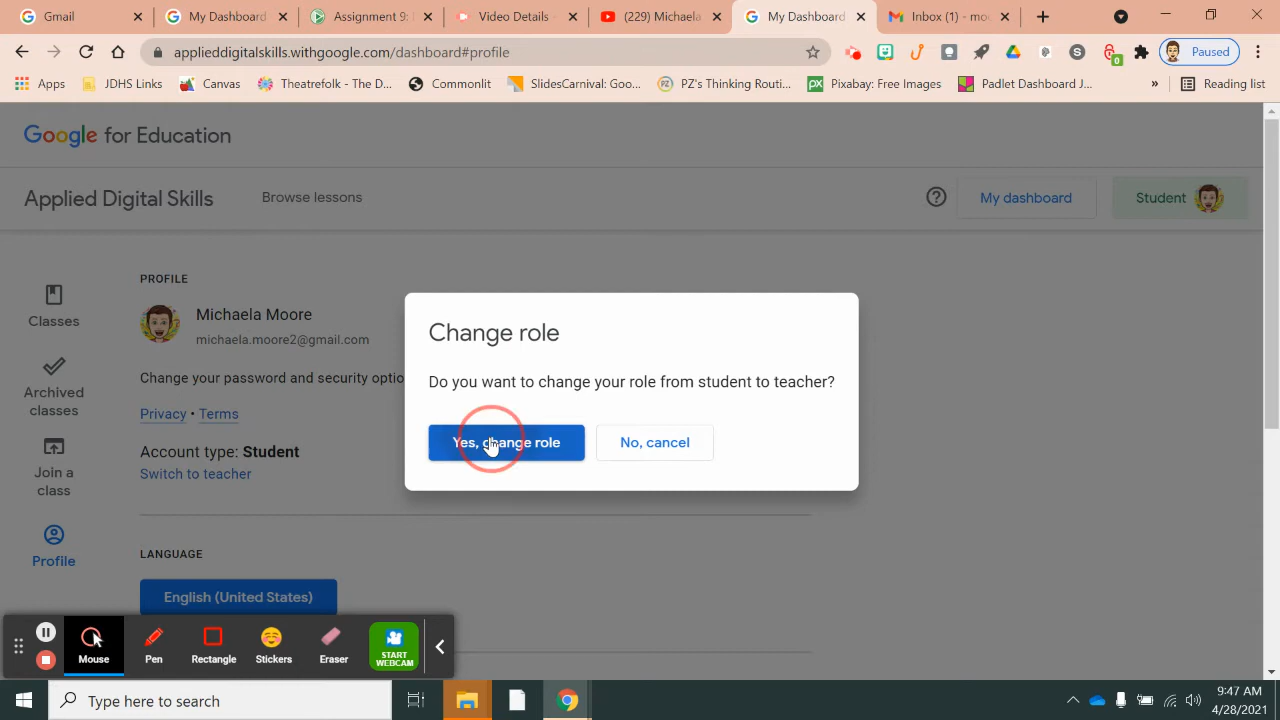 Gmail
My Dashboard
Assignment 9:
Video Details
(229) Michaela
My Dashboard
Inbox (1) - moo
applieddigitalskills.withgoogle.com/dashboard#profile
Paused
0
Apps
JDHS Links
Canvas
Theatrefolk - The D...
Commonlit
SlidesCarnival: Goo...
PZ's Thinking Routi...
Pixabay: Free Images
Padlet Dashboard J...
»
Reading list
Google for Education
Applied Digital Skills
Browse lessons
My dashboard
Student
PROFILE
Classes
Michaela Moore
michaela.moore2@gmail.com
Change your password and security optio
Privacy • Terms
Archived
classes
Account type: Student
Switch to teacher
Join a
class
Profile
LANGUAGE
English (United States)
Change role
Do you want to change your role from student to teacher?
Yes, change role
No, cancel
Mouse
Pen
Rectangle
Stickers
Eraser
START
WEBCAM
Type here to search
9:47 AM
4/28/2021